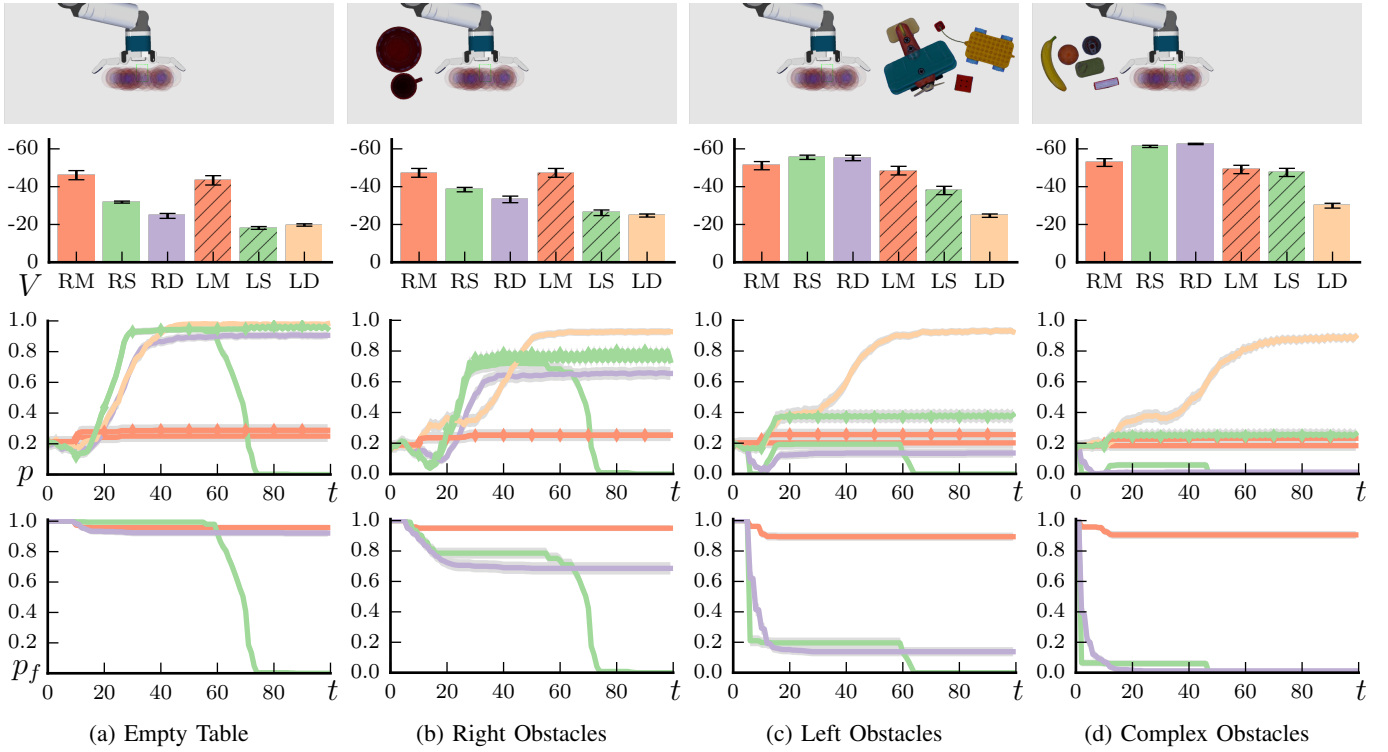 -60 -60 -60 -60
-40 -40 -40 -40
-20 -20 -20 -20
0 0 0 0
V RM RS RD LM LS LD RM RS RD LM LS LD RM RS RD LM LS LD RM RS RD LM LS LD
1.0 1.0 1.0 1.0
0.8 0.8 0.8 0.8
0.6 0.6 0.6 0.6
0.4 0.4 0.4 0.4
0.2 0.2 0.2 0.2
p 0.0 0.0 0.0 0.0
0 20 40 60 80 t 0 20 40 60 80 t 0 20 40 60 80 t 0 20 40 60 80 t
1.0 1.0 1.0 1.0
0.8 0.8 0.8 0.8
0.6 0.6 0.6 0.6
0.4 0.4 0.4 0.4
0.2 0.2 0.2 0.2
p_f 0.0 0.0 0.0 0.0
0 20 40 60 80 t 0 20 40 60 80 t 0 20 40 60 80 t 0 20 40 60 80 t
(a) Empty Table (b) Right Obstacles (c) Left Obstacles (d) Complex Obstacles